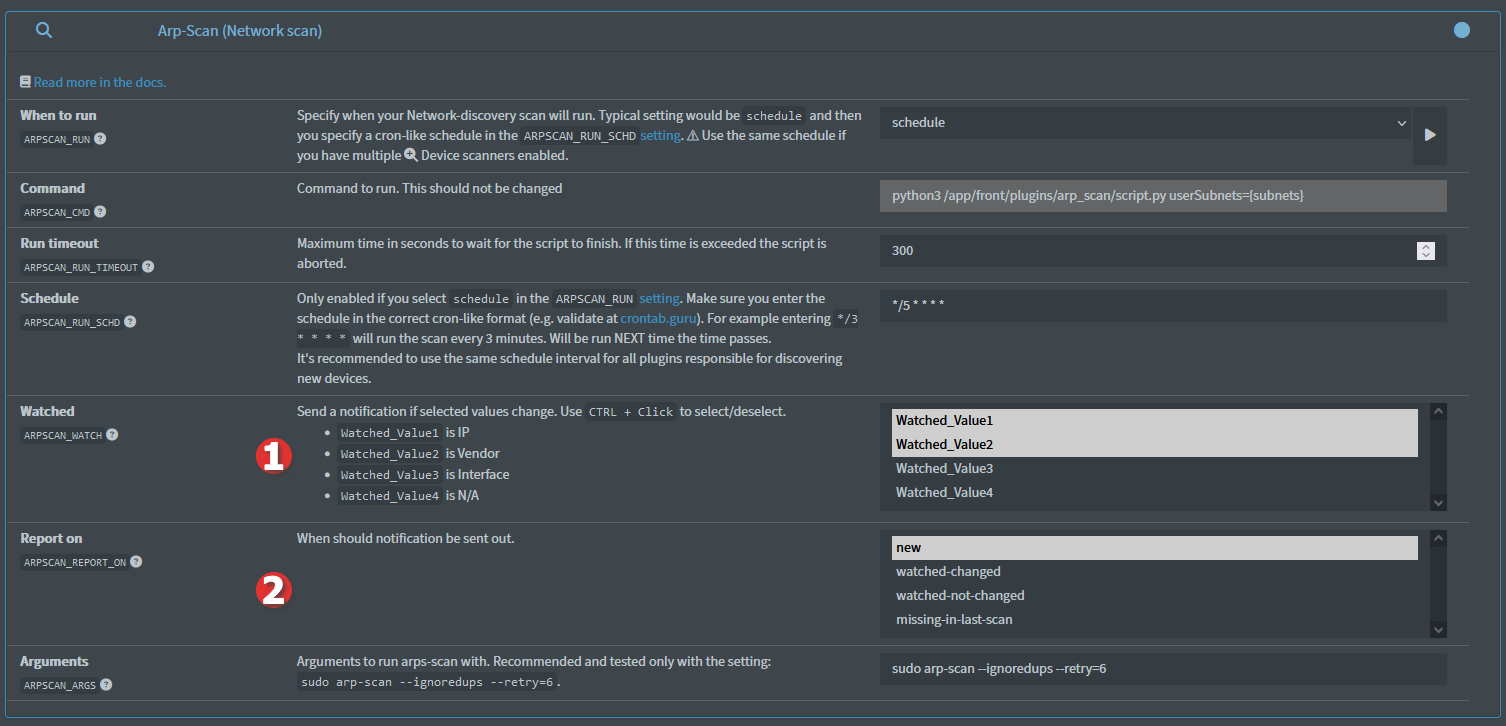 Arp-Scan (Network scan)
Read more in the docs.
When to run
ARPSCAN_RUN ?
Specify when your Network-discovery scan will run. Typical setting would be schedule and then
you specify a cron-like schedule in the ARPSCAN_RUN_SCHD setting. ⚠ Use the same schedule if
you have multiple Device scanners enabled.
schedule
Command
ARPSCAN_CMD ?
Command to run. This should not be changed
python3 /app/front/plugins/arp_scan/script.py userSubnets={subnets}
Run timeout
ARPSCAN_RUN_TIMEOUT ?
Maximum time in seconds to wait for the script to finish. If this time is exceeded the script is
aborted.
300
Schedule
ARPSCAN_RUN_SCHD ?
Only enabled if you select schedule in the ARPSCAN_RUN setting. Make sure you enter the
schedule in the correct cron-like format (e.g. validate at crontab.guru). For example entering */3
* * * * will run the scan every 3 minutes. Will be run NEXT time the time passes.
It's recommended to use the same schedule interval for all plugins responsible for discovering
new devices.
*/5 * * * *
Watched
ARPSCAN_WATCH ?
1
Send a notification if selected values change. Use CTRL + Click to select/deselect.
• Watched_Value1 is IP
• Watched_Value2 is Vendor
• Watched_Value3 is Interface
• Watched_Value4 is N/A
Watched_Value1
Watched_Value2
Watched_Value3
Watched_Value4
Report on
ARPSCAN_REPORT_ON ?
2
When should notification be sent out.
new
watched-changed
watched-not-changed
missing-in-last-scan
Arguments
ARPSCAN_ARGS ?
Arguments to run arps-scan with. Recommended and tested only with the setting:
sudo arp-scan --ignoredups --retry=6.
sudo arp-scan --ignoredups --retry=6